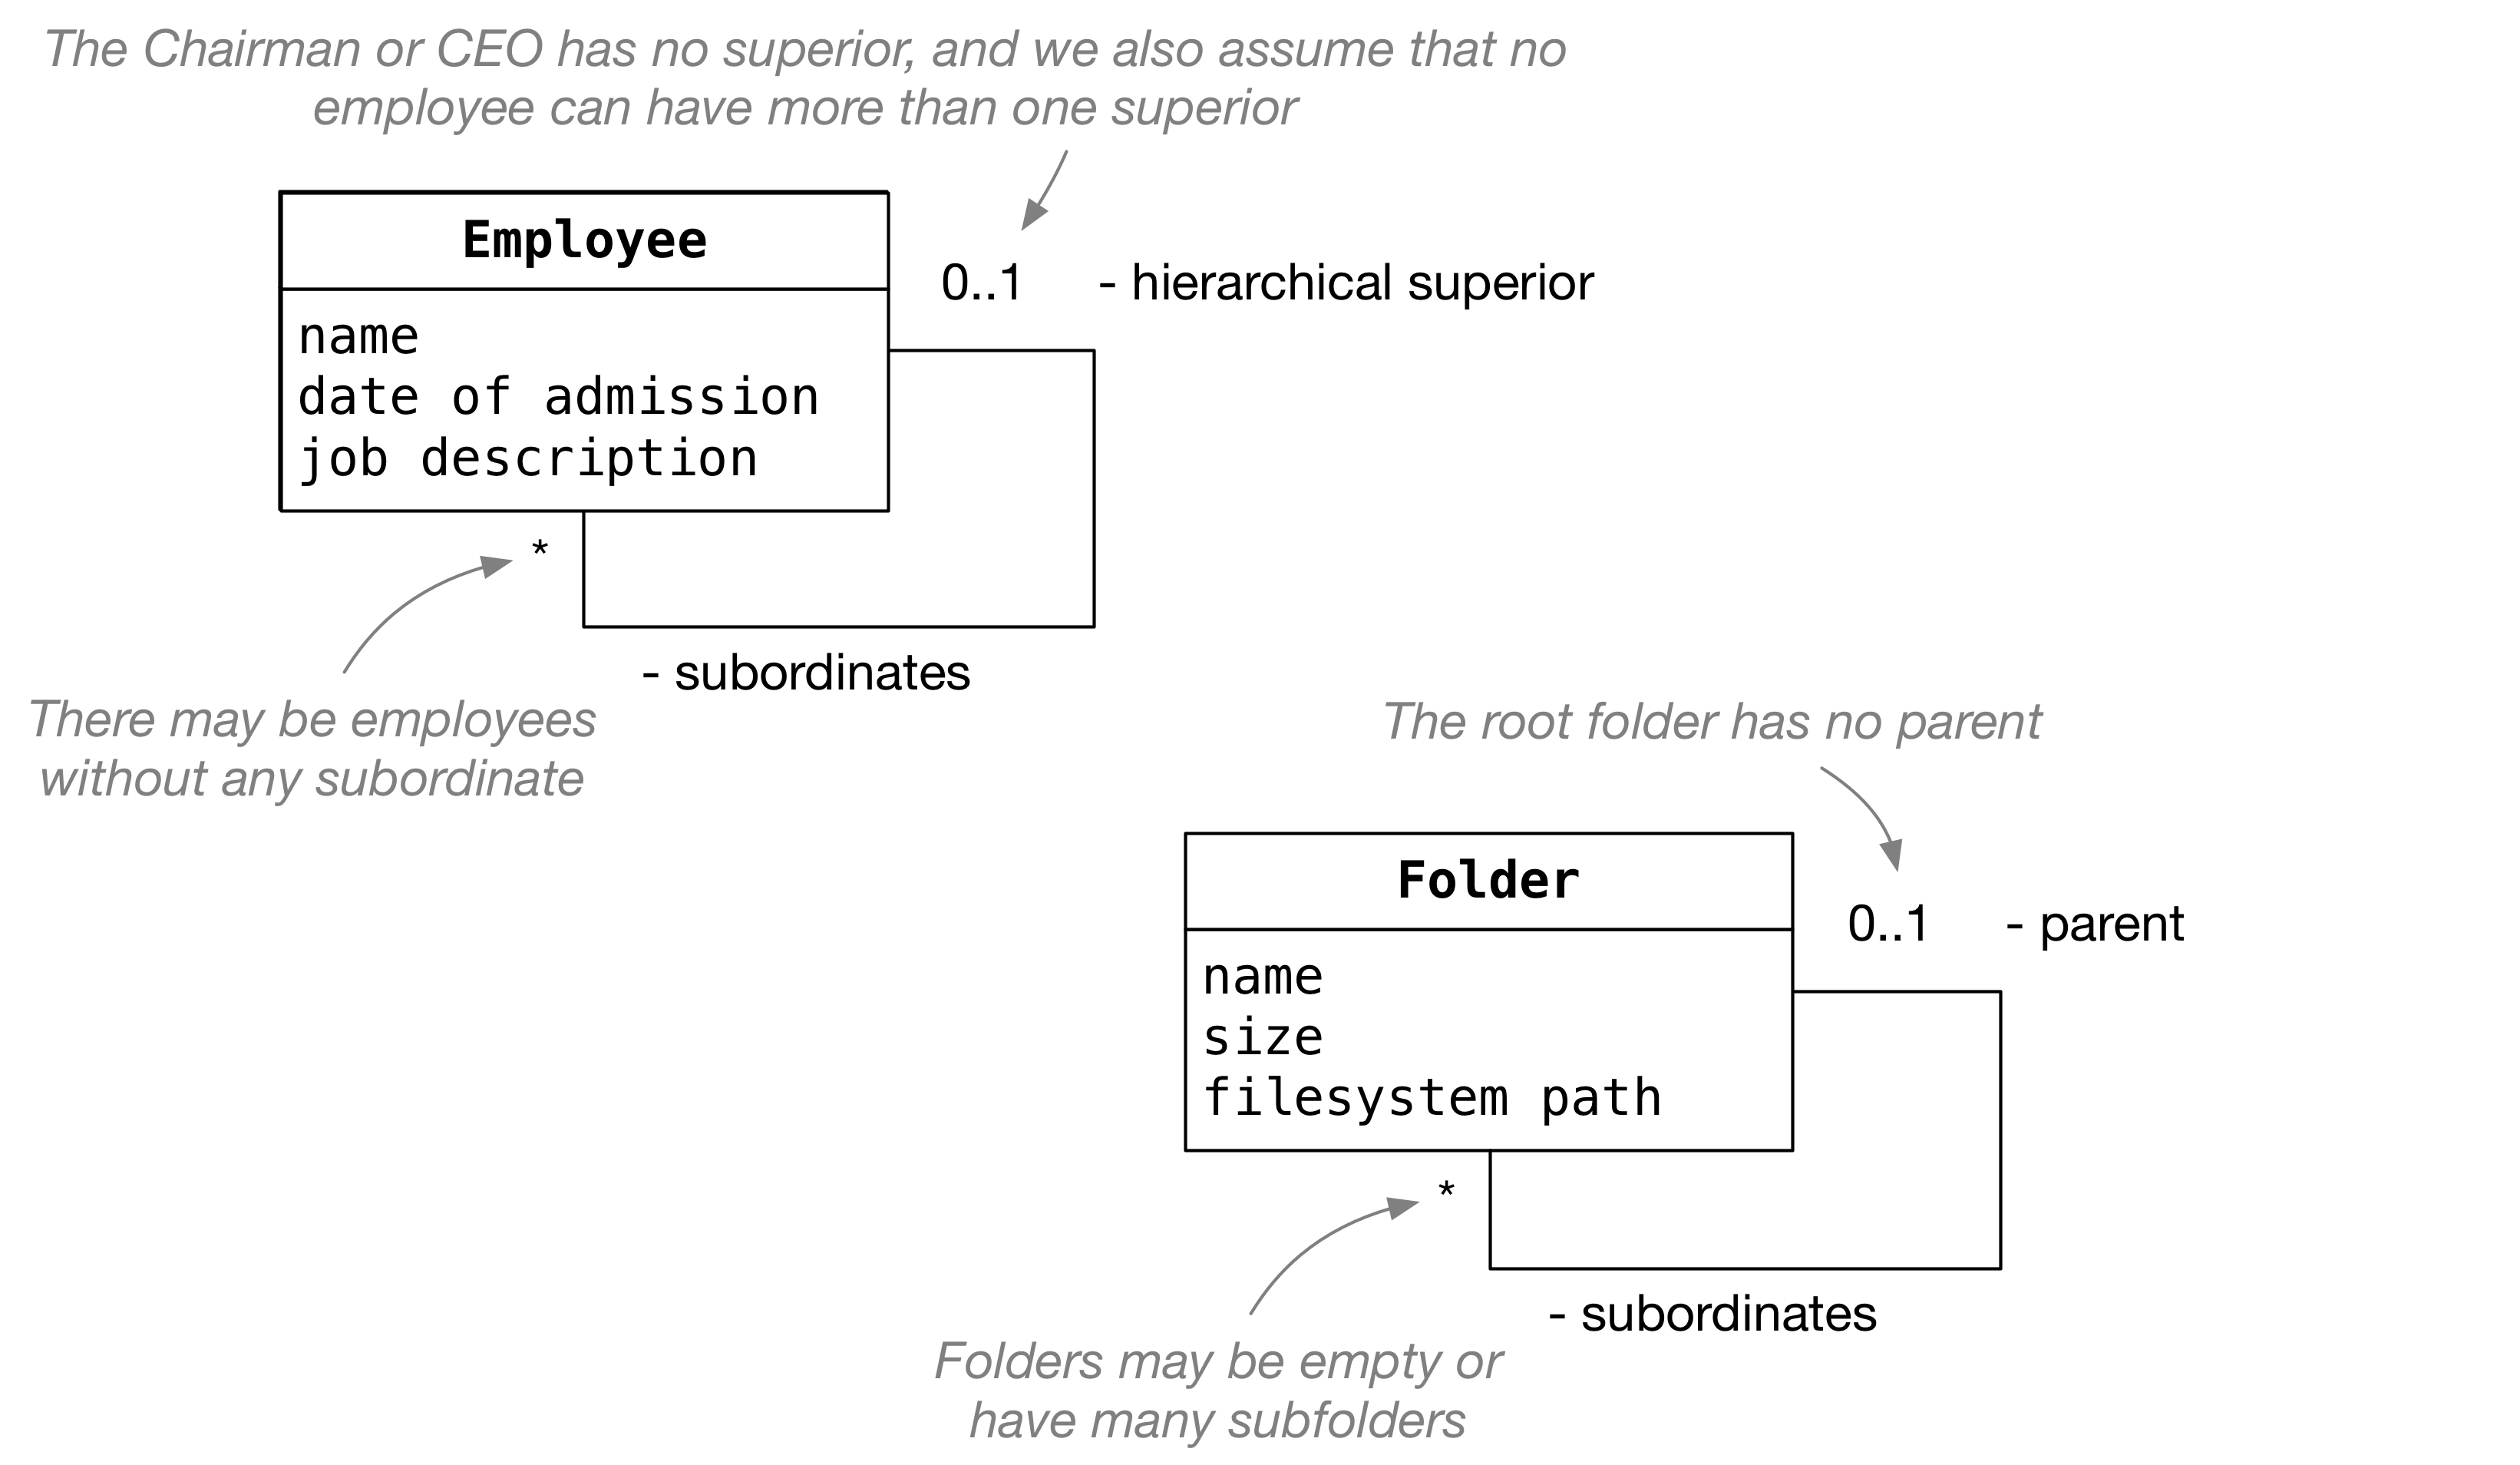 The Chairman or CEO has no superior, and we also assume that no
employee can have more than one superior
Employee
0..1 - hierarchical superior
name
date of admission
job description
*
- subordinates
There may be employees
without any subordinate
The root folder has no parent
Folder
0..1 - parent
name
size
filesystem path
*
- subordinates
Folders may be empty or
have many subfolders